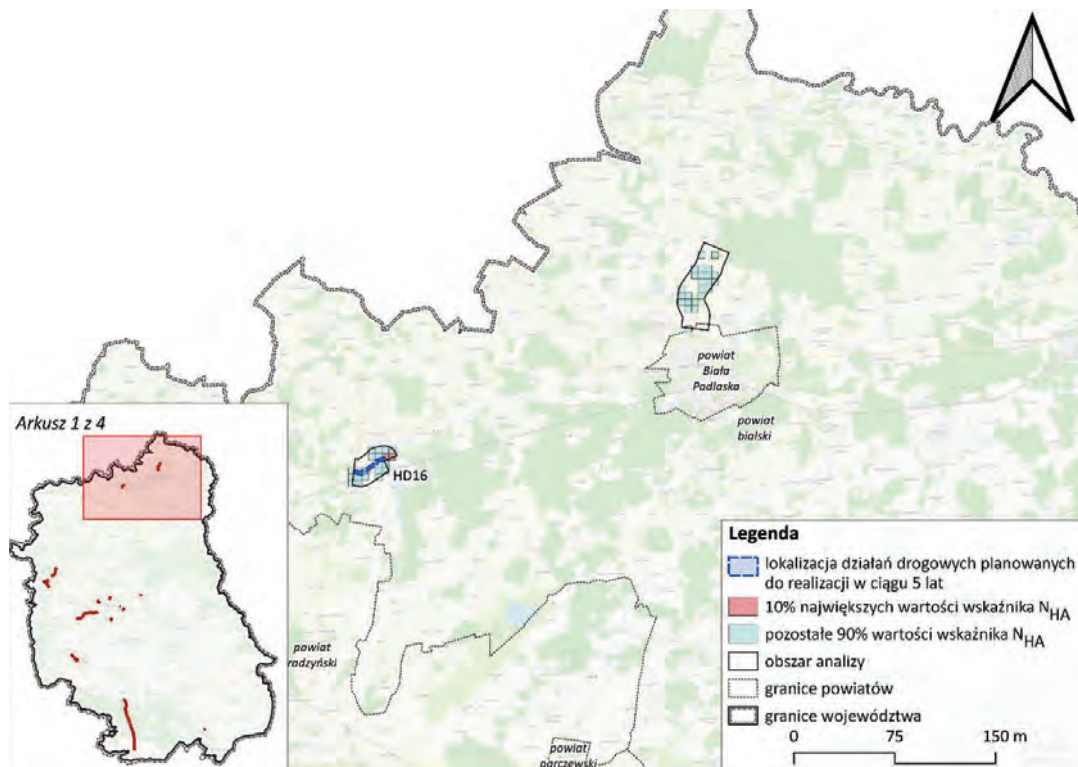 powiat
Biała
Podlaska
powiat
bialski
HD16
Arkusz 1 z 4
powiat
radzyński
powiat
parczewski
Legenda
lokalizacja działań drogowych planowanych
do realizacji w ciągu 5 lat
10% największych wartości wskaźnika N_HA
pozostałe 90% wartości wskaźnika N_HA
obszar analizy
granice powiatów
granice województwa
0 75 150 m